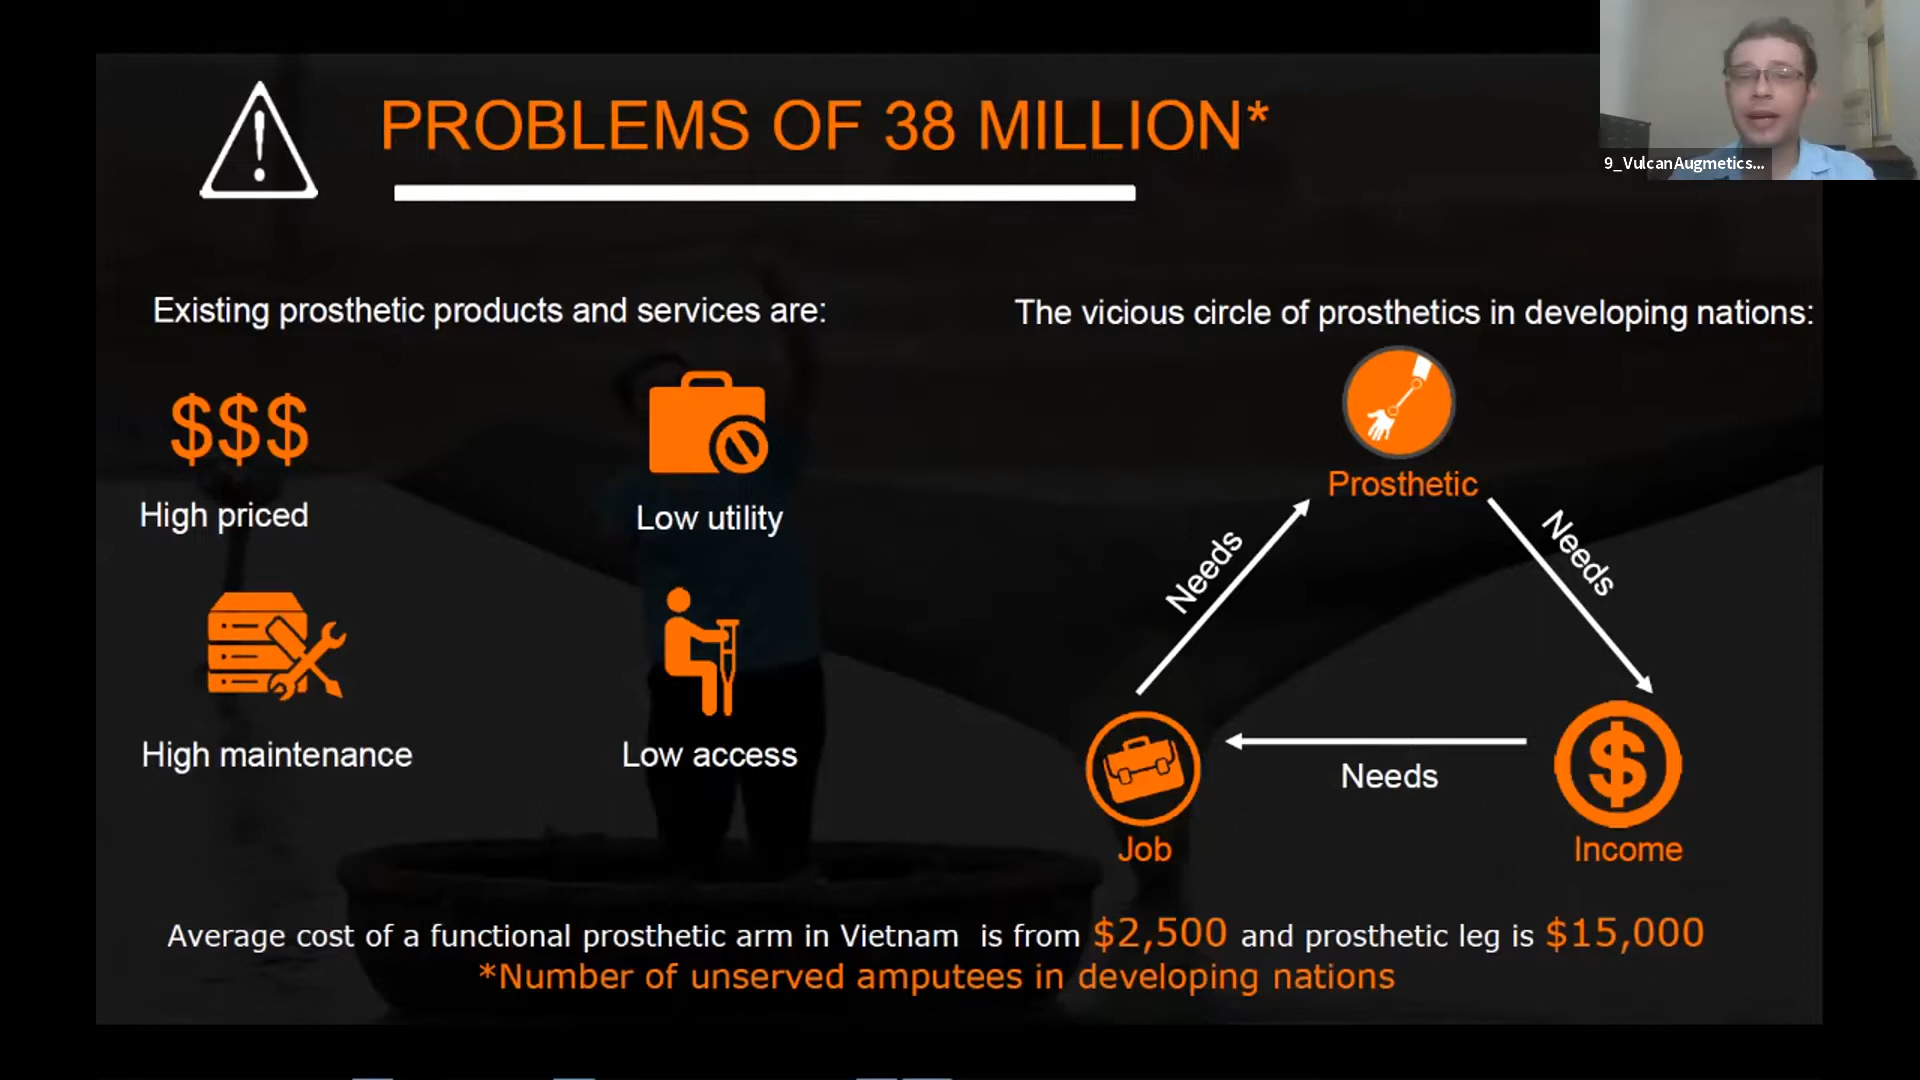 PROBLEMS OF 38 MILLION*
9_VulcanAugmetics...
Existing prosthetic products and services are:
$$$
High priced
Low utility
High maintenance
Low access
The vicious circle of prosthetics in developing nations:
Prosthetic
Needs
Needs
$
Needs
Job
Income
Average cost of a functional prosthetic arm in Vietnam is from $2,500 and prosthetic leg is $15,000
*Number of unserved amputees in developing nations